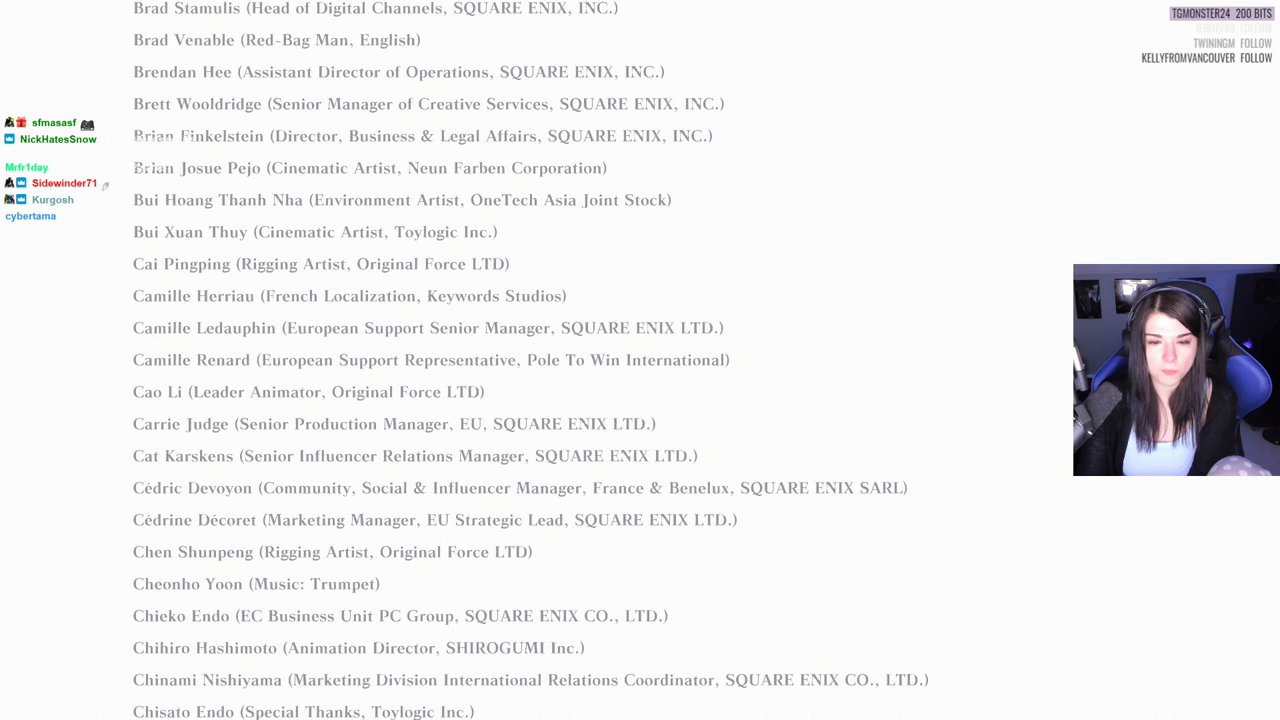 Brad Stamulis (Head of Digital Channels, SQUARE ENIX, INC.)
TGMONSTER24 200 BITS
Brad Venable (Red-Bag Man, English)
TWININGM FOLLOW
KELLYFROMVANCOUVER FOLLOW
Brendan Hee (Assistant Director of Operations, SQUARE ENIX, INC.)
Brett Wooldridge (Senior Manager of Creative Services, SQUARE ENIX, INC.)
sfmasasf
NickHatesSnow
Brian Finkelstein (Director, Business & Legal Affairs, SQUARE ENIX, INC.)
Mrfr1day
Brian Josue Pejo (Cinematic Artist, Neun Farben Corporation)
Sidewinder71
Kurgosh
Bui Hoang Thanh Nha (Environment Artist, OneTech Asia Joint Stock)
cybertama
Bui Xuan Thuy (Cinematic Artist, Toylogic Inc.)
Cai Pingping (Rigging Artist, Original Force LTD)
Camille Herriau (French Localization, Keywords Studios)
Camille Ledauphin (European Support Senior Manager, SQUARE ENIX LTD.)
Camille Renard (European Support Representative, Pole To Win International)
Cao Li (Leader Animator, Original Force LTD)
Carrie Judge (Senior Production Manager, EU, SQUARE ENIX LTD.)
Cat Karskens (Senior Influencer Relations Manager, SQUARE ENIX LTD.)
Cédric Devoyon (Community, Social & Influencer Manager, France & Benelux, SQUARE ENIX SARL)
Cédrine Décoret (Marketing Manager, EU Strategic Lead, SQUARE ENIX LTD.)
Chen Shunpeng (Rigging Artist, Original Force LTD)
Cheonho Yoon (Music: Trumpet)
Chieko Endo (EC Business Unit PC Group, SQUARE ENIX CO., LTD.)
Chihiro Hashimoto (Animation Director, SHIROGUMI Inc.)
Chinami Nishiyama (Marketing Division International Relations Coordinator, SQUARE ENIX CO., LTD.)
Chisato Endo (Special Thanks, Toylogic Inc.)